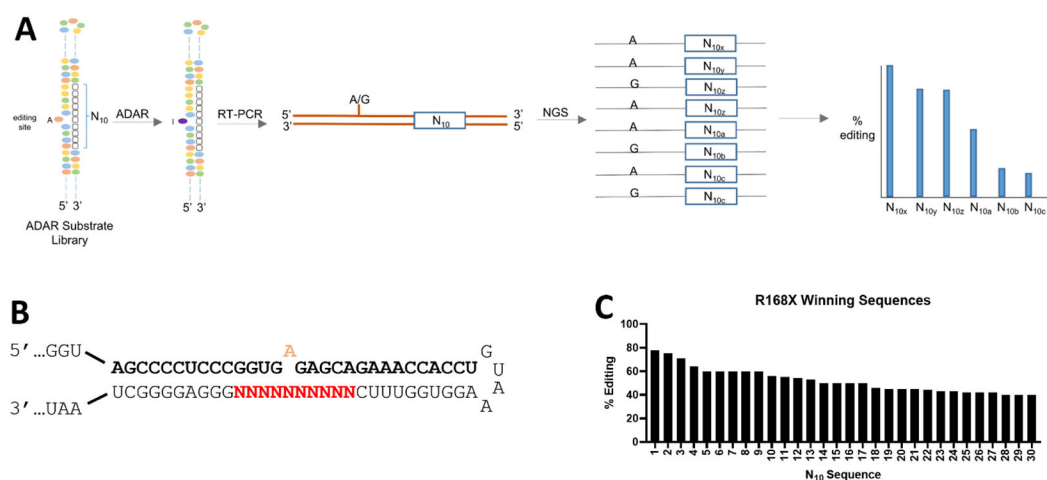 A
editing site
A
N10
ADAR
I
5' 3'
5' 3'
ADAR Substrate Library
RT-PCR
A/G
5'
3'
N10
3'
5'
NGS
A N10x
A N10y
G N10z
A N10z
A N10a
G N10b
A N10c
G N10c
% editing
N10x N10y N10z N10a N10b N10c
B
A
5' …GGU AGCCCCUCCCGGUG GAGCAGAAACCACCU G
U
A
A
3' …UAA UCGGGGAGGGNNNNNNNNNNCUUUGGUGGA
C
R168X Winning Sequences
% Editing
100
80
60
40
20
0
1 2 3 4 5 6 7 8 9 10 11 12 13 14 15 16 17 18 19 20 21 22 23 24 25 26 27 28 29 30
N10 Sequence